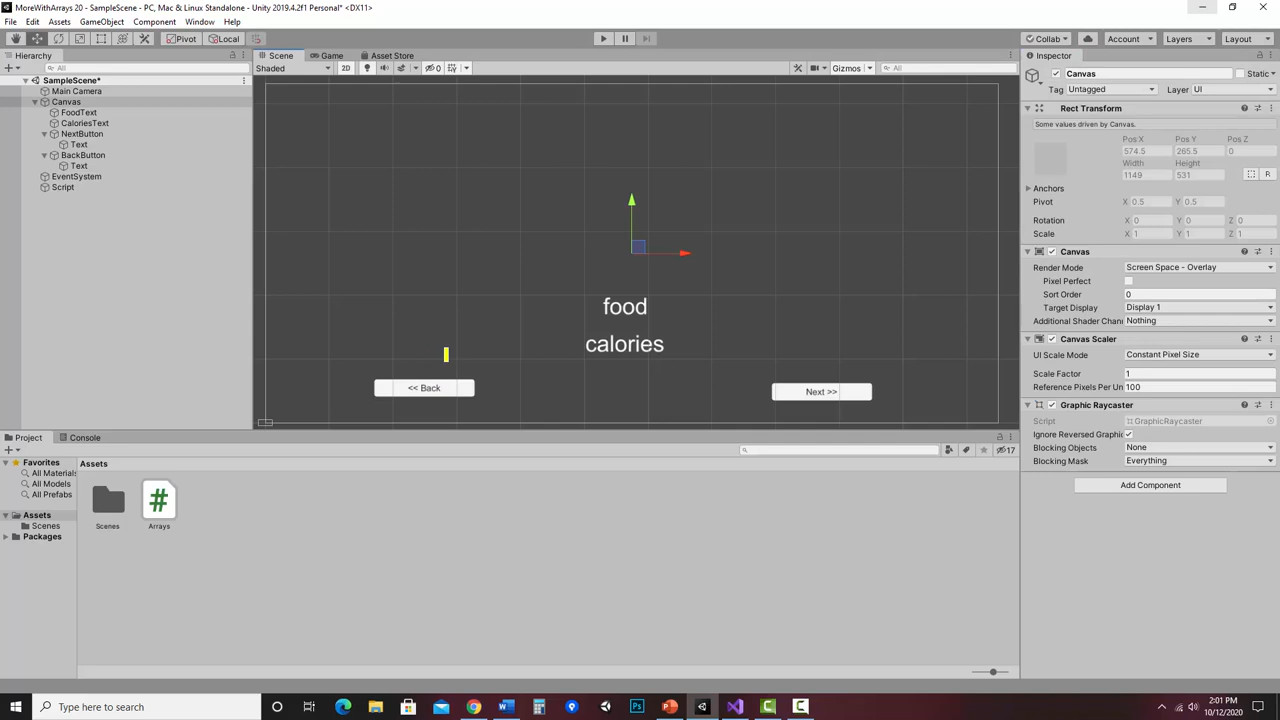 MoreWithArrays 20 - SampleScene - PC, Mac & Linux Standalone - Unity 2019.4.2f1 Personal* <DX11>
File Edit Assets GameObject Component Window Help
Pivot Local Collab Account Layers Layout
Hierarchy
All
SampleScene*
Main Camera
Canvas
FoodText
CaloriesText
NextButton
Text
BackButton
Text
EventSystem
Script
Scene Game Asset Store
Shaded 2D 0 Gizmos All
food
calories
<< Back
Next >>
Inspector
Canvas Static
Tag Untagged Layer UI
Rect Transform
Some values driven by Canvas.
Pos X Pos Y Pos Z
574.5 265.5 0
Width Height
1149 531
R
Anchors
Pivot X 0.5 Y 0.5
Rotation X 0 Y 0 Z 0
Scale X 1 Y 1 Z 1
Canvas
Render Mode Screen Space - Overlay
Pixel Perfect
Sort Order 0
Target Display Display 1
Additional Shader Chan Nothing
Canvas Scaler
UI Scale Mode Constant Pixel Size
Scale Factor 1
Reference Pixels Per Un 100
Graphic Raycaster
Script GraphicRaycaster
Ignore Reversed Graphic
Blocking Objects None
Blocking Mask Everything
Add Component
Project Console
17
Favorites
All Materials
All Models
All Prefabs
Assets
Scenes
Packages
Assets
Scenes
Arrays
Type here to search
2:01 PM
10/12/2020